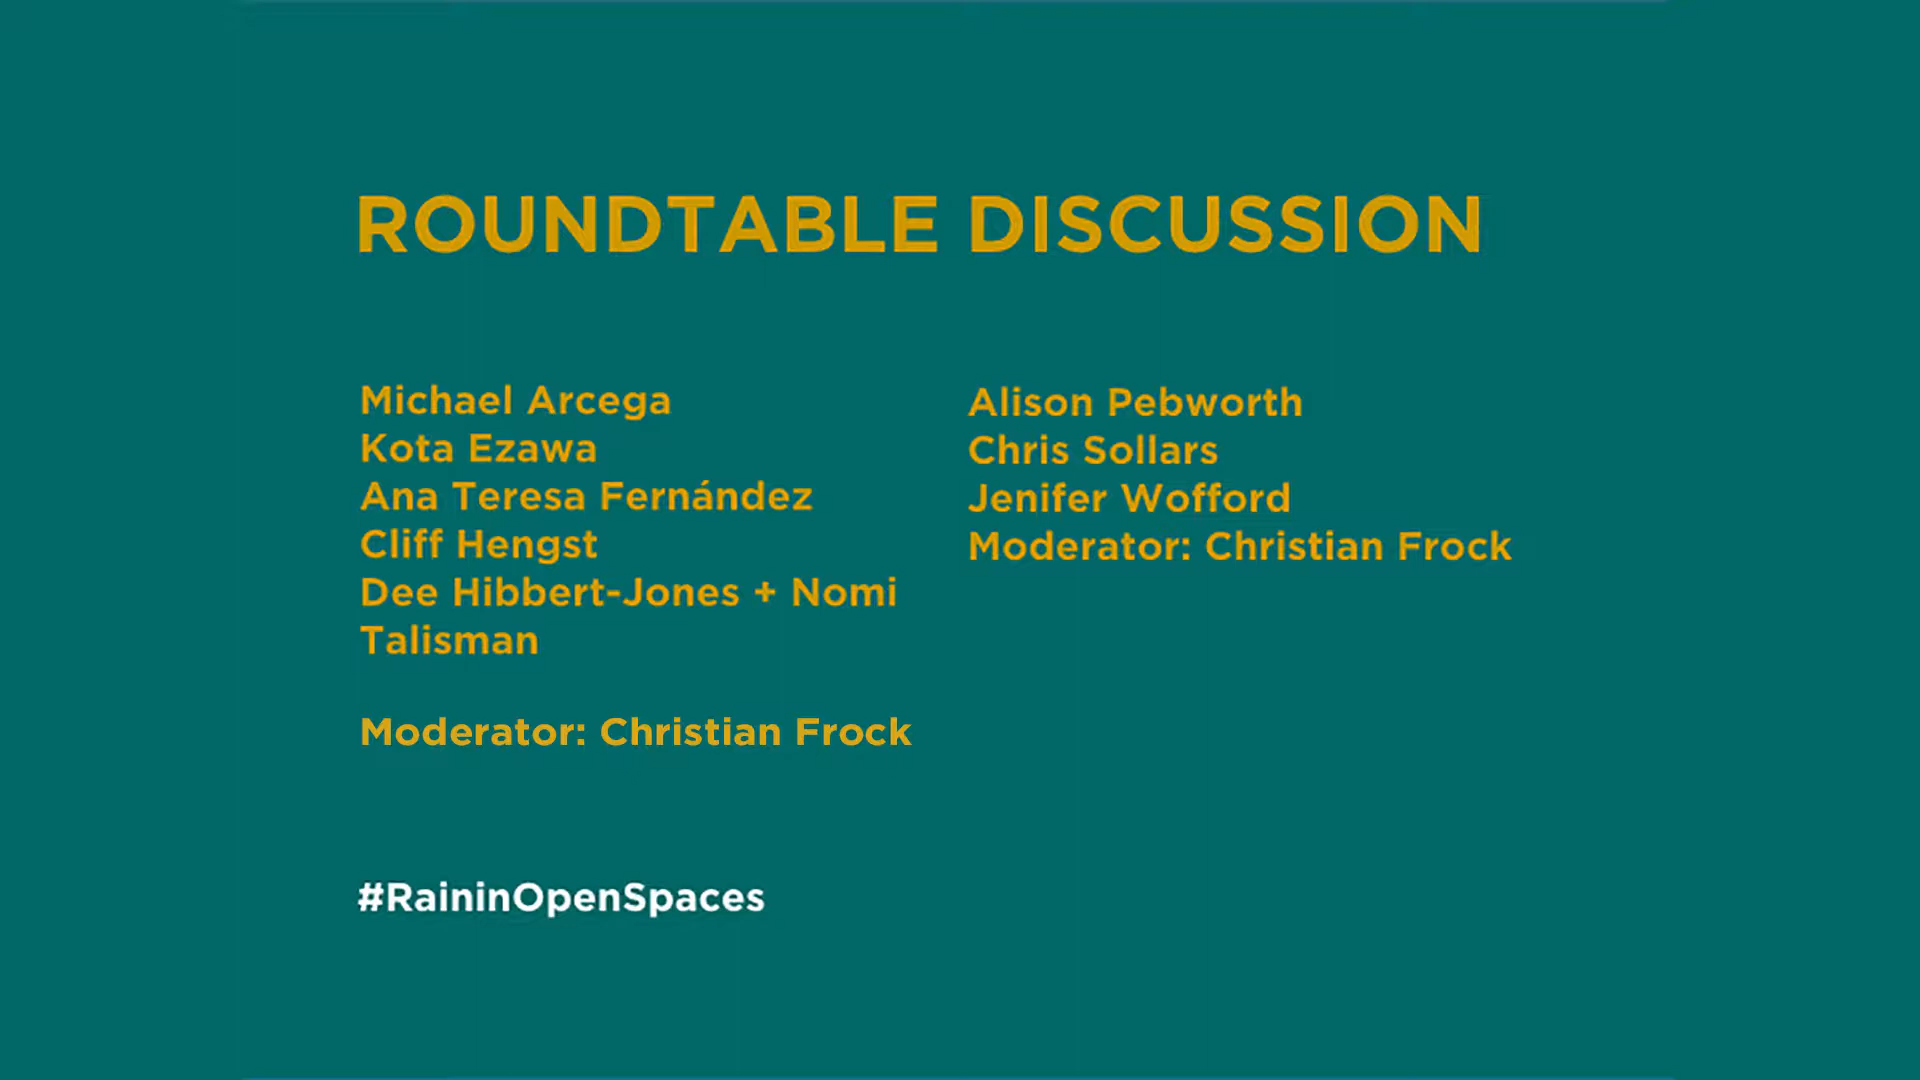 ROUNDTABLE DISCUSSION
Michael Arcega
Kota Ezawa
Ana Teresa Fernández
Cliff Hengst
Dee Hibbert-Jones + Nomi
Talisman
Moderator: Christian Frock
Alison Pebworth
Chris Sollars
Jenifer Wofford
Moderator: Christian Frock
#RaininOpenSpaces